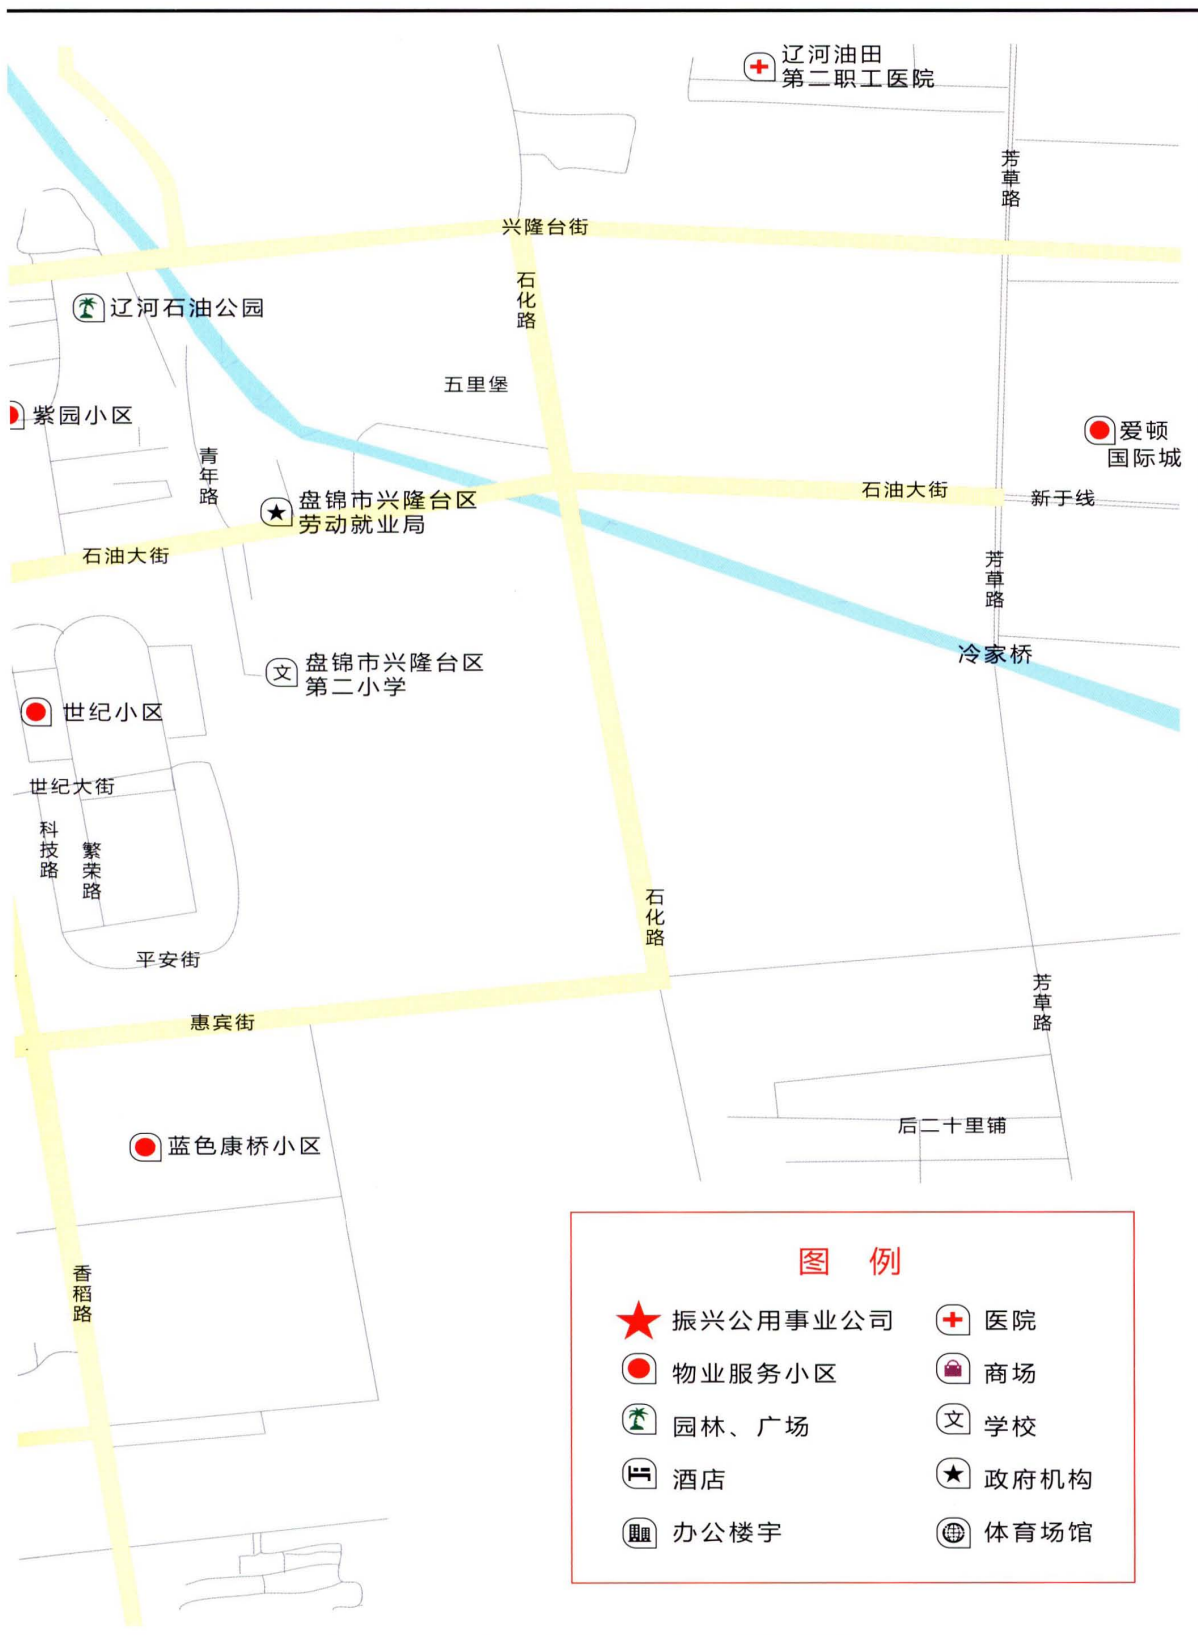 辽河油田
第二职工医院
芳草路
兴隆台街
石化路
辽河石油公园
五里堡
紫园小区
爱顿
国际城
青年路
石油大街
新于线
盘锦市兴隆台区
劳动就业局
石油大街
芳草路
冷家桥
盘锦市兴隆台区
第二小学
世纪小区
世纪大街
科技路
繁荣路
石化路
平安街
芳草路
惠宾街
后二十里铺
蓝色康桥小区
香稻路
图 例
振兴公用事业公司
医院
物业服务小区
商场
园林、广场
文 学校
酒店
政府机构
办公楼宇
体育场馆